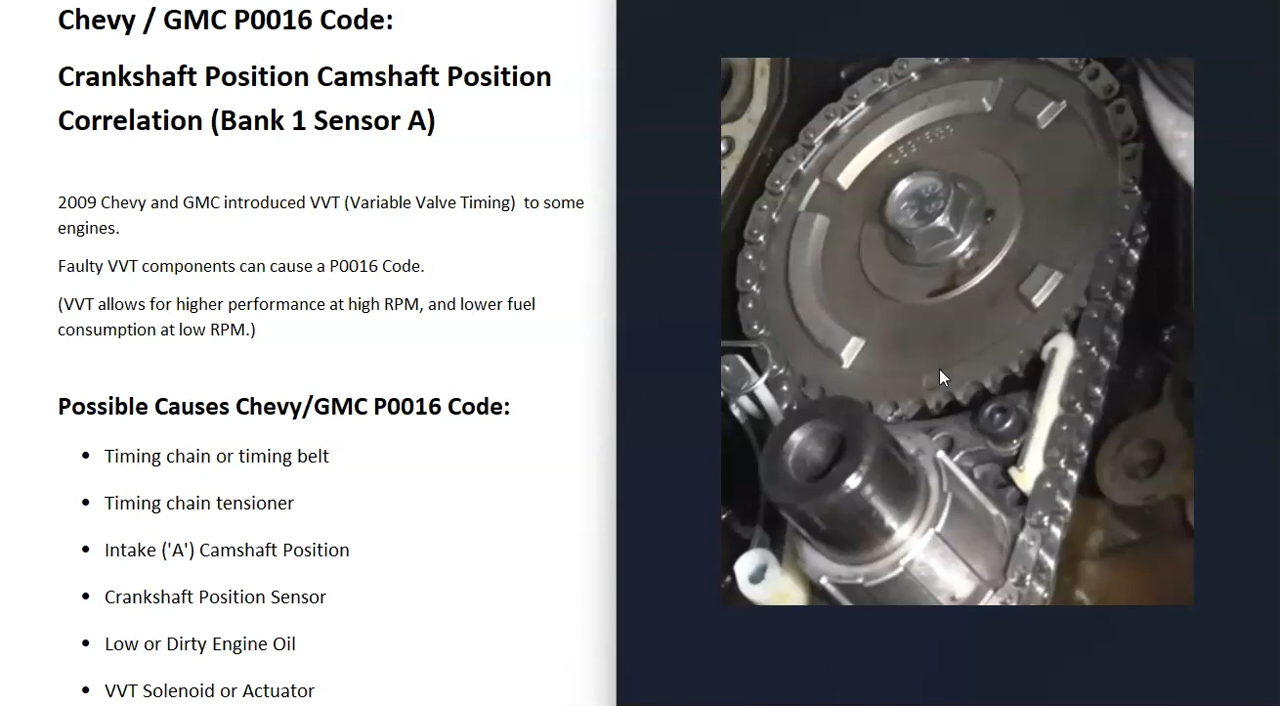 Chevy / GMC P0016 Code:
Crankshaft Position Camshaft Position
Correlation (Bank 1 Sensor A)
2009 Chevy and GMC introduced VVT (Variable Valve Timing)  to some
engines.
Faulty VVT components can cause a P0016 Code.
(VVT allows for higher performance at high RPM, and lower fuel
consumption at low RPM.)
Possible Causes Chevy/GMC P0016 Code:
• Timing chain or timing belt
• Timing chain tensioner
• Intake ('A') Camshaft Position
• Crankshaft Position Sensor
• Low or Dirty Engine Oil
• VVT Solenoid or Actuator